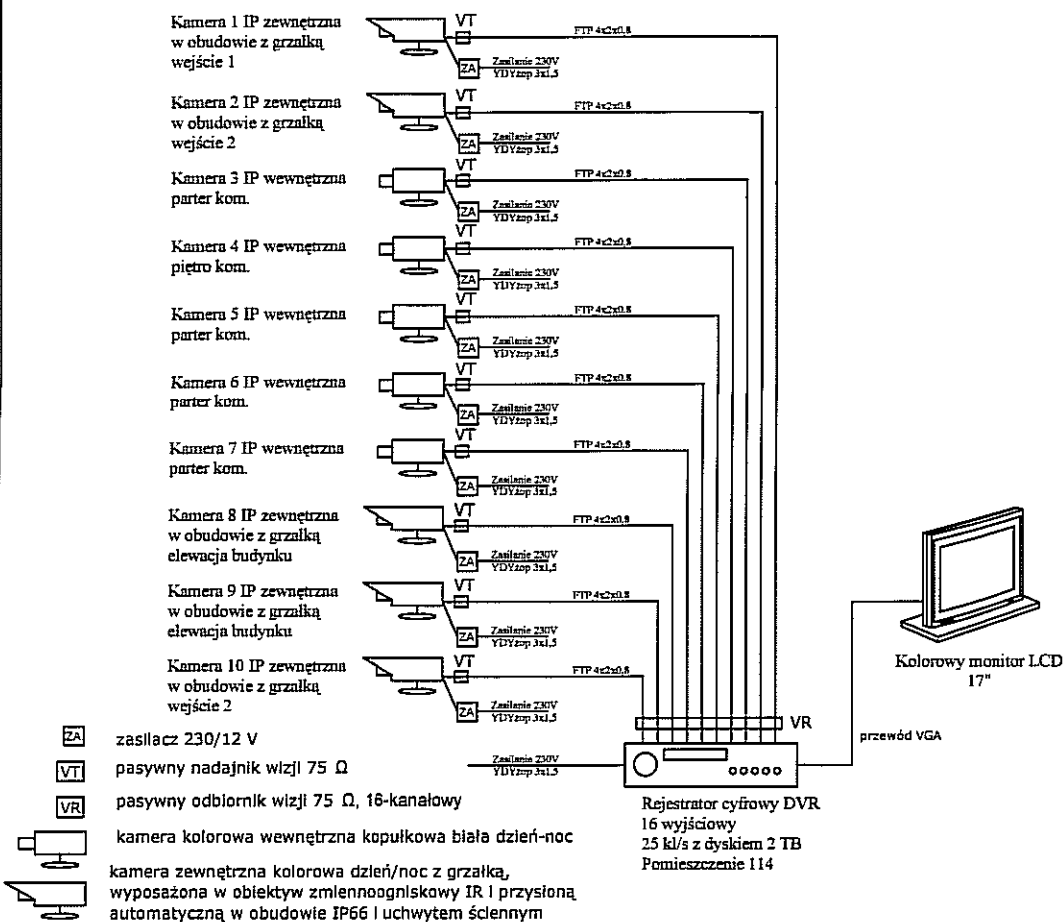 Kamera 1 IP zewnętrzna
w obudowie z grzałką
wejście 1
VT
FTP 4x2x0,8
ZA
Zasilanie 230V
YDYżop 3x1,5
Kamera 2 IP zewnętrzna
w obudowie z grzałką
wejście 2
VT
FTP 4x2x0,8
ZA
Zasilanie 230V
YDYżop 3x1,5
Kamera 3 IP wewnętrzna
parter kom.
VT
FTP 4x2x0,8
ZA
Zasilanie 230V
YDYżop 3x1,5
Kamera 4 IP wewnętrzna
piętro kom.
VT
FTP 4x2x0,8
ZA
Zasilanie 230V
YDYżop 3x1,5
Kamera 5 IP wewnętrzna
parter kom.
VT
FTP 4x2x0,8
ZA
Zasilanie 230V
YDYżop 3x1,5
Kamera 6 IP wewnętrzna
parter kom.
VT
FTP 4x2x0,8
ZA
Zasilanie 230V
YDYżop 3x1,5
Kamera 7 IP wewnętrzna
parter kom.
VT
FTP 4x2x0,8
ZA
Zasilanie 230V
YDYżop 3x1,5
Kamera 8 IP zewnętrzna
w obudowie z grzałką
elewacja budynku
VT
FTP 4x2x0,8
ZA
Zasilanie 230V
YDYżop 3x1,5
Kamera 9 IP zewnętrzna
w obudowie z grzałką
elewacja budynku
VT
FTP 4x2x0,8
ZA
Zasilanie 230V
YDYżop 3x1,5
Kamera 10 IP zewnętrzna
w obudowie z grzałką
wejście 2
VT
FTP 4x2x0,8
ZA
Zasilanie 230V
YDYżop 3x1,5
Kolorowy monitor LCD
17"
VR
przewód VGA
Zasilanie 230V
YDYżop 3x1,5
Rejestrator cyfrowy DVR
16 wyjściowy
25 kl/s z dyskiem 2 TB
Pomieszczenie 114
ZA zasilacz 230/12 V
VT pasywny nadajnik wizji 75 Ω
VR pasywny odbiornik wizji 75 Ω, 16-kanałowy
kamera kolorowa wewnętrzna kopułkowa biała dzień-noc
kamera zewnętrzna kolorowa dzień/noc z grzałką,
wyposażona w obiektyw zmiennoogniskowy IR i przysłoną
automatyczną w obudowie IP66 i uchwytem ściennym